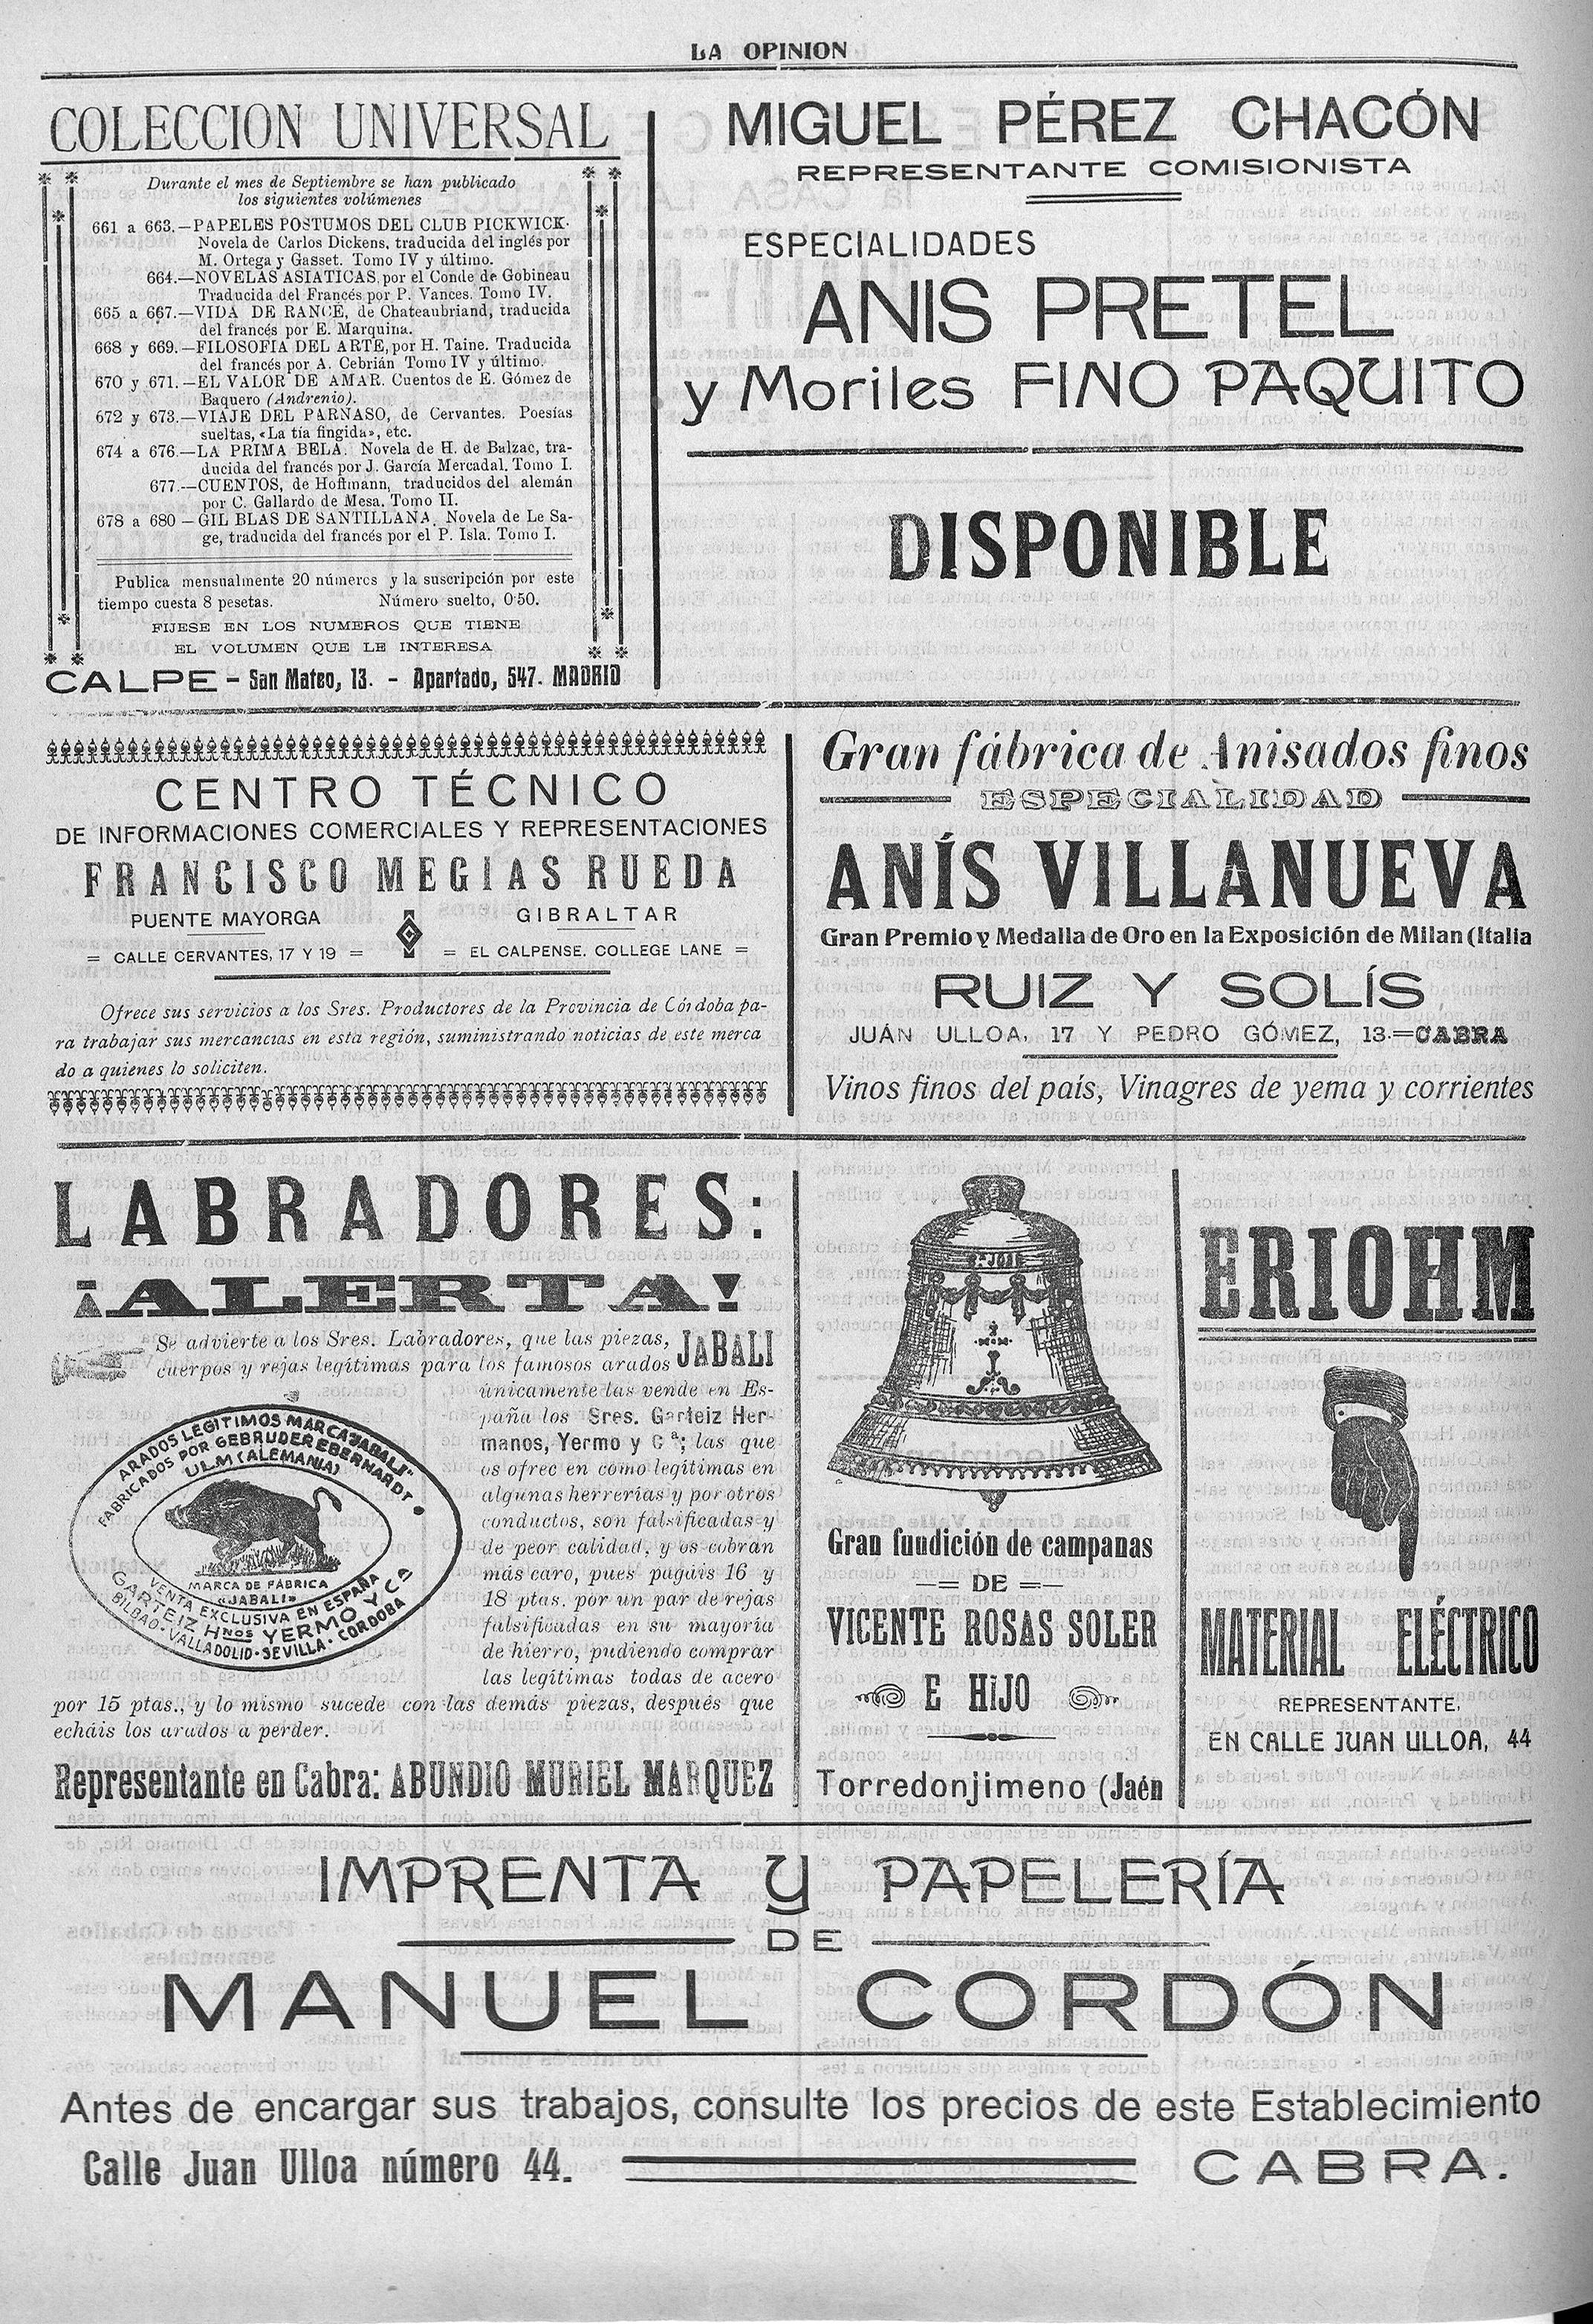 LA OPINION
COLECCION UNIVERSAL
Durante el mes de Septiembre se han publicado
los siguientes volúmenes
661 a 663.—PAPELES POSTUMOS DEL CLUB PICKWICK.
Novela de Carlos Dickens, traducida del inglés por
M. Ortega y Gasset. Tomo IV y último.
664.—NOVELAS ASIATICAS, por el Conde de Gobineau
Traducida del Francés por P. Vances. Tomo IV.
665 a 667.—VIDA DE RANCÉ, de Chateaubriand, traducida
del francés por E. Marquina.
668 y 669.—FILOSOFIA DEL ARTE, por H. Taine. Traducida
del francés por A. Cebrián Tomo IV y último.
670 y 671.—EL VALOR DE AMAR. Cuentos de E. Gómez de
Baquero (Andrenio).
672 y 673.—VIAJE DEL PARNASO, de Cervantes. Poesías
sueltas, «La tía fingida», etc.
674 a 676.—LA PRIMA BELA. Novela de H. de Balzac, tra-
ducida del francés por J. García Mercadal. Tomo I.
677.—CUENTOS, de Hoffmann, traducidos del alemán
por C. Gallardo de Mesa. Tomo II.
678 a 680 — GIL BLAS DE SANTILLANA. Novela de Le Sa-
ge, traducida del francés por el P. Isla. Tomo I.
Publica mensualmente 20 númercs y la suscripción por este
tiempo cuesta 8 pesetas. Número suelto, 0'50.
FIJESE EN LOS NUMEROS QUE TIENE
EL VOLUMEN QUE LE INTERESA
CALPE - San Mateo, 13. - Apartado, 547. MADRID
MIGUEL PÉREZ CHACÓN
REPRESENTANTE COMISIONISTA
ESPECIALIDADES
ANIS PRETEL
y Moriles FINO PAQUITO
DISPONIBLE
CENTRO TÉCNICO
DE INFORMACIONES COMERCIALES Y REPRESENTACIONES
FRANCISCO MEGIAS RUEDA
PUENTE MAYORGA
= CALLE CERVANTES, 17 Y 19 =
GIBRALTAR
= EL CALPENSE. COLLEGE LANE =
Ofrece sus servicios a los Sres. Productores de la Provincia de Córdoba pa-
ra trabajar sus mercancias en esta región, suministrando noticias de este merca
do a quienes lo soliciten.
Gran fábrica de Anisados finos
ESPECIALIDAD
ANÍS VILLANUEVA
Gran Premio y Medalla de Oro en la Exposición de Milan (Italia
RUIZ Y SOLÍS
JUÁN ULLOA, 17 Y PEDRO GÓMEZ, 13.=CABRA
Vinos finos del país, Vinagres de yema y corrientes
LABRADORES:
¡ALERTA!
Se advierte a los Sres. Labradores, que las piezas,
cuerpos y rejas legítimas para los famosos arados JABALI
únicamente las vende en Es-
paña los Sres. Garteiz Her-
manos, Yermo y C.ª; las que
os ofrec en como legítimas en
algunas herrerías y por otros
conductos, son falsificadas y
de peor calidad, y os cobran
más caro, pues pagáis 16 y
18 ptas. por un par de rejas
falsificadas en su mayoría
de hierro, pudiendo comprar
las legítimas todas de acero
por 15 ptas., y lo mismo sucede con las demás piezas, después que
echáis los arados a perder.
ARADOS LEGITIMOS MARCA "JABALI"
FABRICADOS POR GEBRUDER EBERHARDT
ULM (ALEMANIA)
MARCA DE FÁBRICA
«JABALI»
VENTA EXCLUSIVA EN ESPAÑA
GARTEIZ Hnos YERMO Y Ca
BILBAO·VALLADOLID·SEVILLA·CORDOBA
Representante en Cabra: ABUNDIO MURIEL MARQUEZ
Gran fundición de campanas
—= DE =—
VICENTE ROSAS SOLER
E HIJO
Torredonjimeno (Jaén
ERIOHM
MATERIAL ELÉCTRICO
REPRESENTANTE,
EN CALLE JUAN ULLOA, 44
IMPRENTA y PAPELERÍA
DE
MANUEL CORDÓN
Antes de encargar sus trabajos, consulte los precios de este Establecimiento
Calle Juan Ulloa número 44. CABRA.